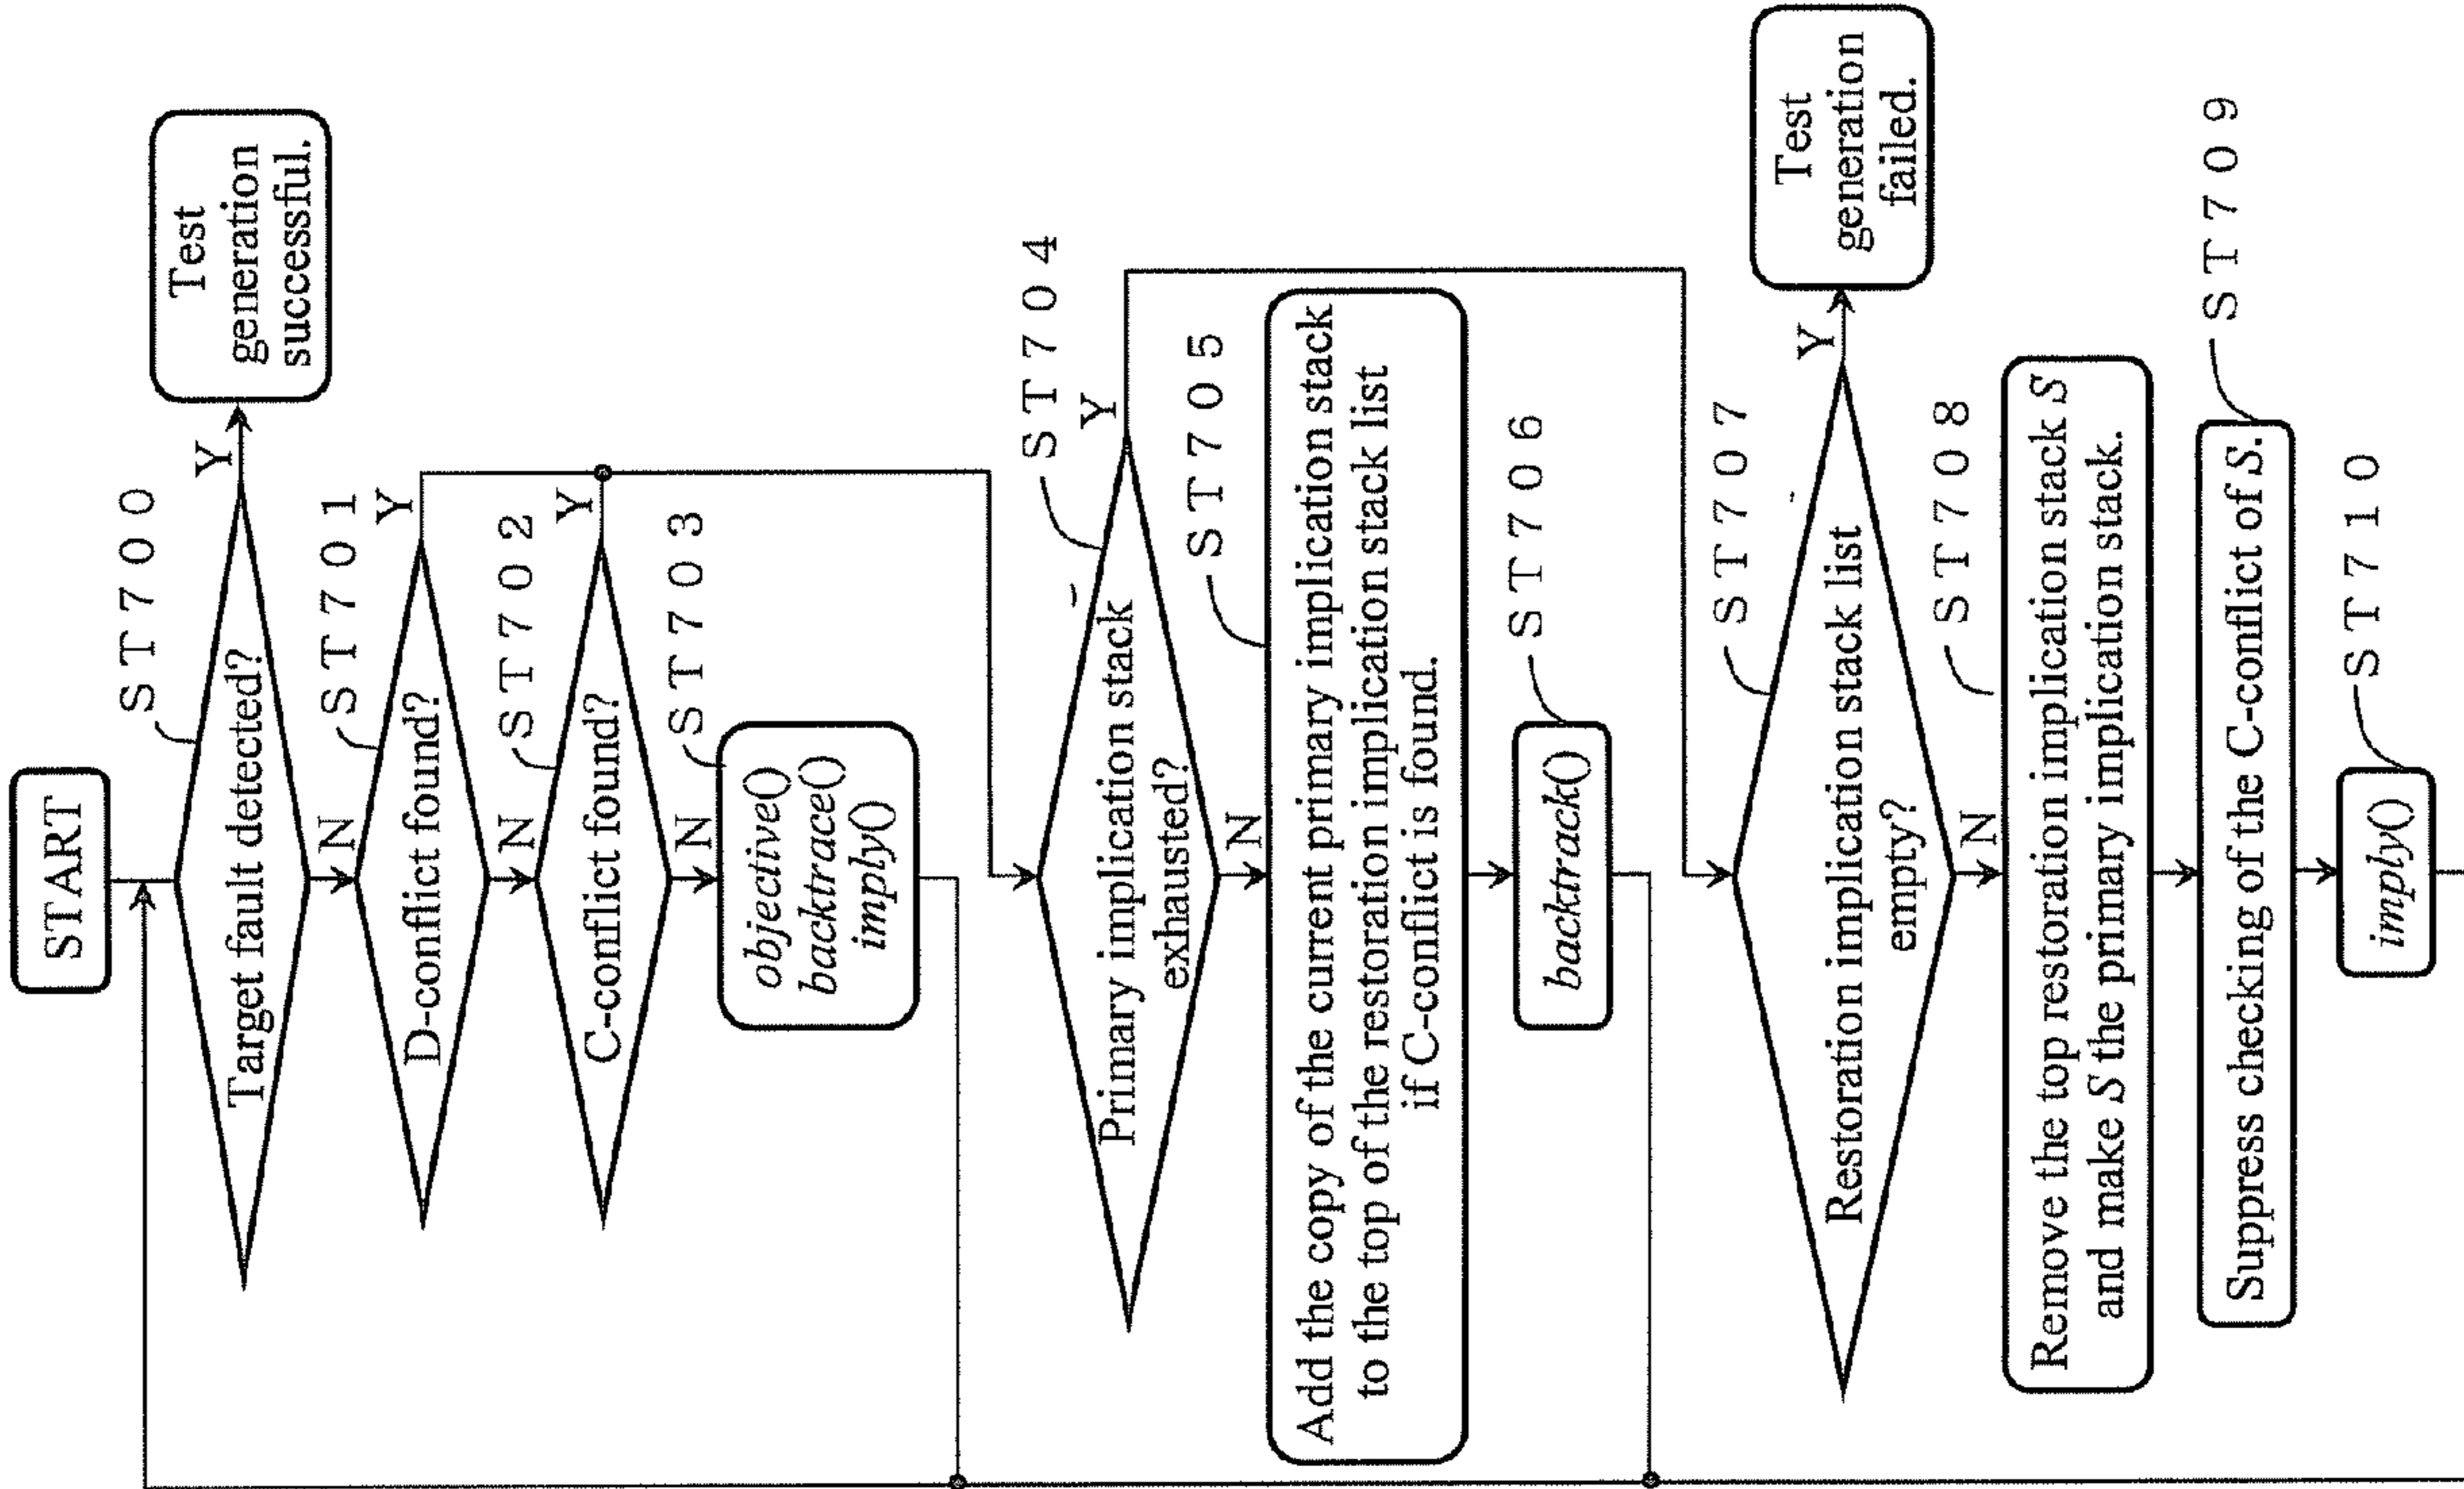 START
ST700
Target fault detected?
Y
Test
generation
successful.
N
ST701
D-conflict found?
Y
N
ST702
C-conflict found?
Y
N
ST703
objective()
backtrace()
imply()
ST704
Primary implication stack
exhausted?
Y
N
ST705
Add the copy of the current primary implication stack
to the top of the restoration implication stack list
if C-conflict is found.
ST706
backtrack()
ST707
Restoration implication stack list
empty?
Y
Test
generation
failed.
N
ST708
Remove the top restoration implication stack S
and make S the primary implication stack.
ST709
Suppress checking of the C-conflict of S.
ST710
imply()